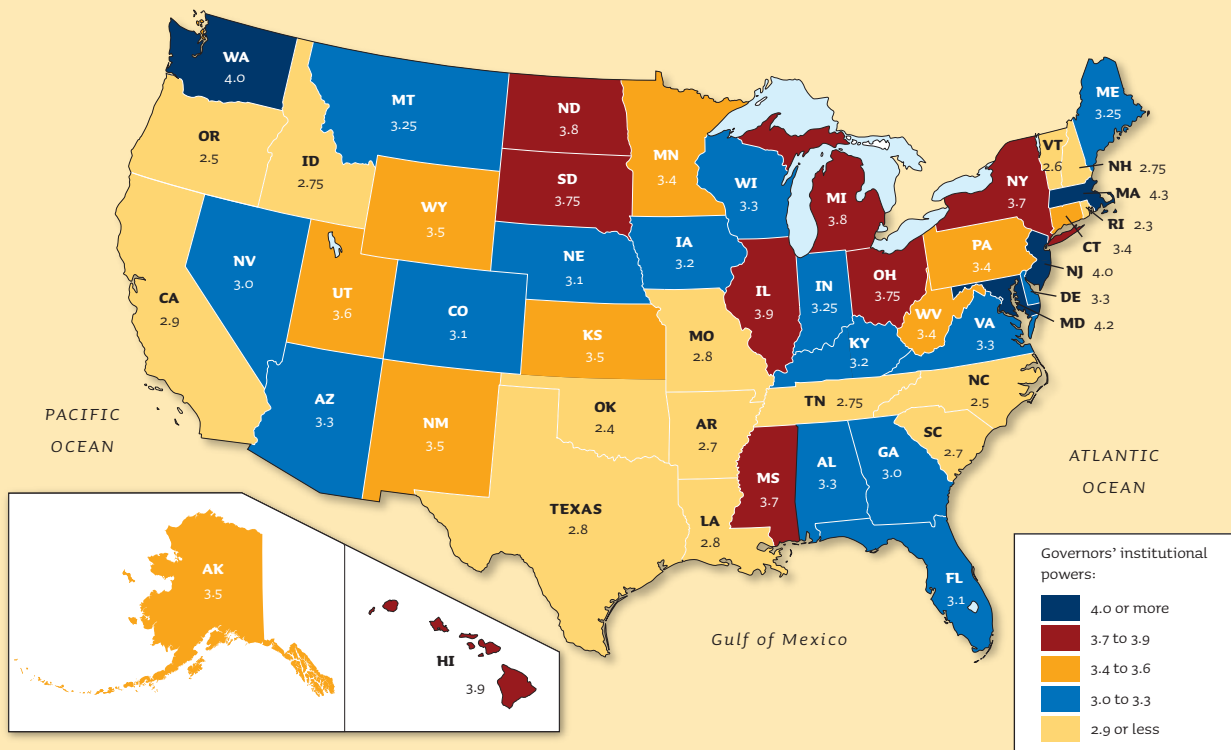 WA
4.0
MT
3.25
ND
3.8
ME
3.25
OR
2.5
ID
2.75
MN
3.4
VT
2.6
NH 2.75
SD
3.75
WI
3.3
MI
3.8
NY
3.7
MA 4.3
WY
3.5
RI 2.3
CT 3.4
IA
3.2
PA
3.4
NV
3.0
NE
3.1
NJ 4.0
OH
3.75
IL
3.9
IN
3.25
DE 3.3
UT
3.6
CA
2.9
CO
3.1
WV
3.4
MD 4.2
VA
3.3
KS
3.5
MO
2.8
KY
3.2
NC
2.5
AZ
3.3
TN 2.75
OK
2.4
PACIFIC
OCEAN
NM
3.5
AR
2.7
SC
2.7
GA
3.0
AL
3.3
ATLANTIC
OCEAN
MS
3.7
TEXAS
2.8
LA
2.8
AK
3.5
FL
3.1
Gulf of Mexico
HI
3.9
Governors' institutional
powers:
4.0 or more
3.7 to 3.9
3.4 to 3.6
3.0 to 3.3
2.9 or less